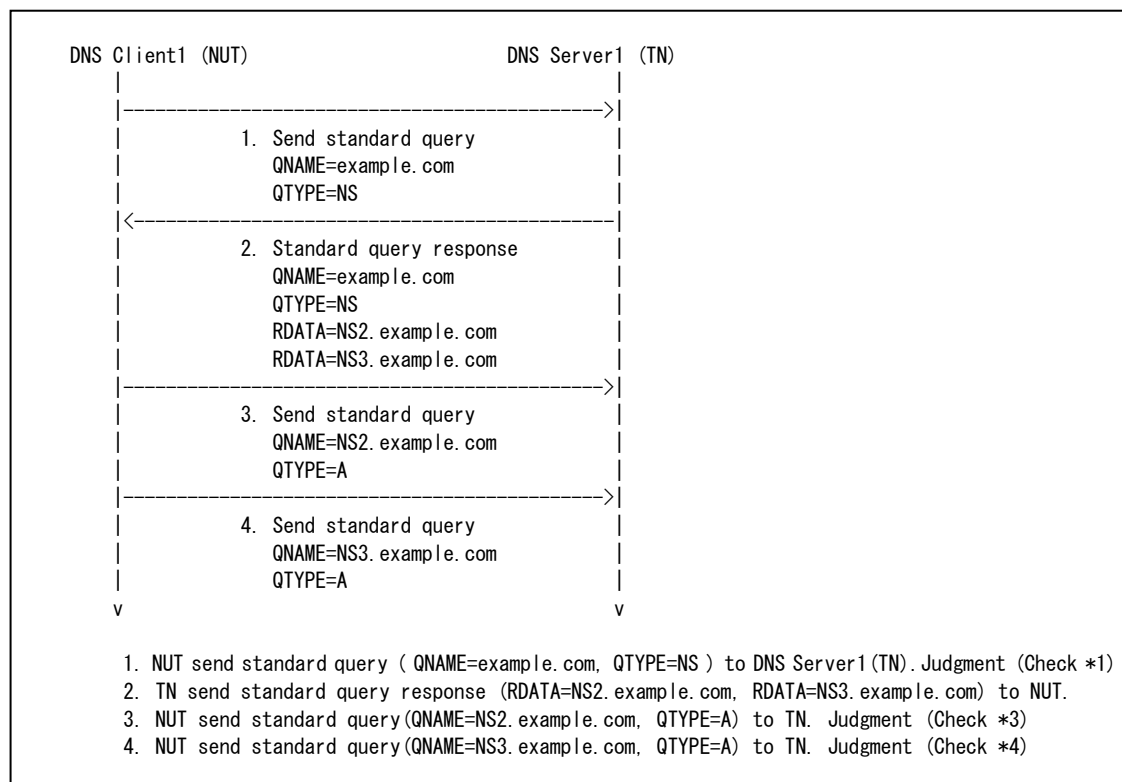 DNS Client1 (NUT) DNS Server1 (TN)
1. Send standard query
QNAME=example.com
QTYPE=NS
2. Standard query response
QNAME=example.com
QTYPE=NS
RDATA=NS2.example.com
RDATA=NS3.example.com
3. Send standard query
QNAME=NS2.example.com
QTYPE=A
4. Send standard query
QNAME=NS3.example.com
QTYPE=A
v v
1. NUT send standard query ( QNAME=example.com, QTYPE=NS ) to DNS Server1(TN). Judgment (Check *1)
2. TN send standard query response (RDATA=NS2.example.com, RDATA=NS3.example.com) to NUT.
3. NUT send standard query(QNAME=NS2.example.com, QTYPE=A) to TN. Judgment (Check *3)
4. NUT send standard query(QNAME=NS3.example.com, QTYPE=A) to TN. Judgment (Check *4)